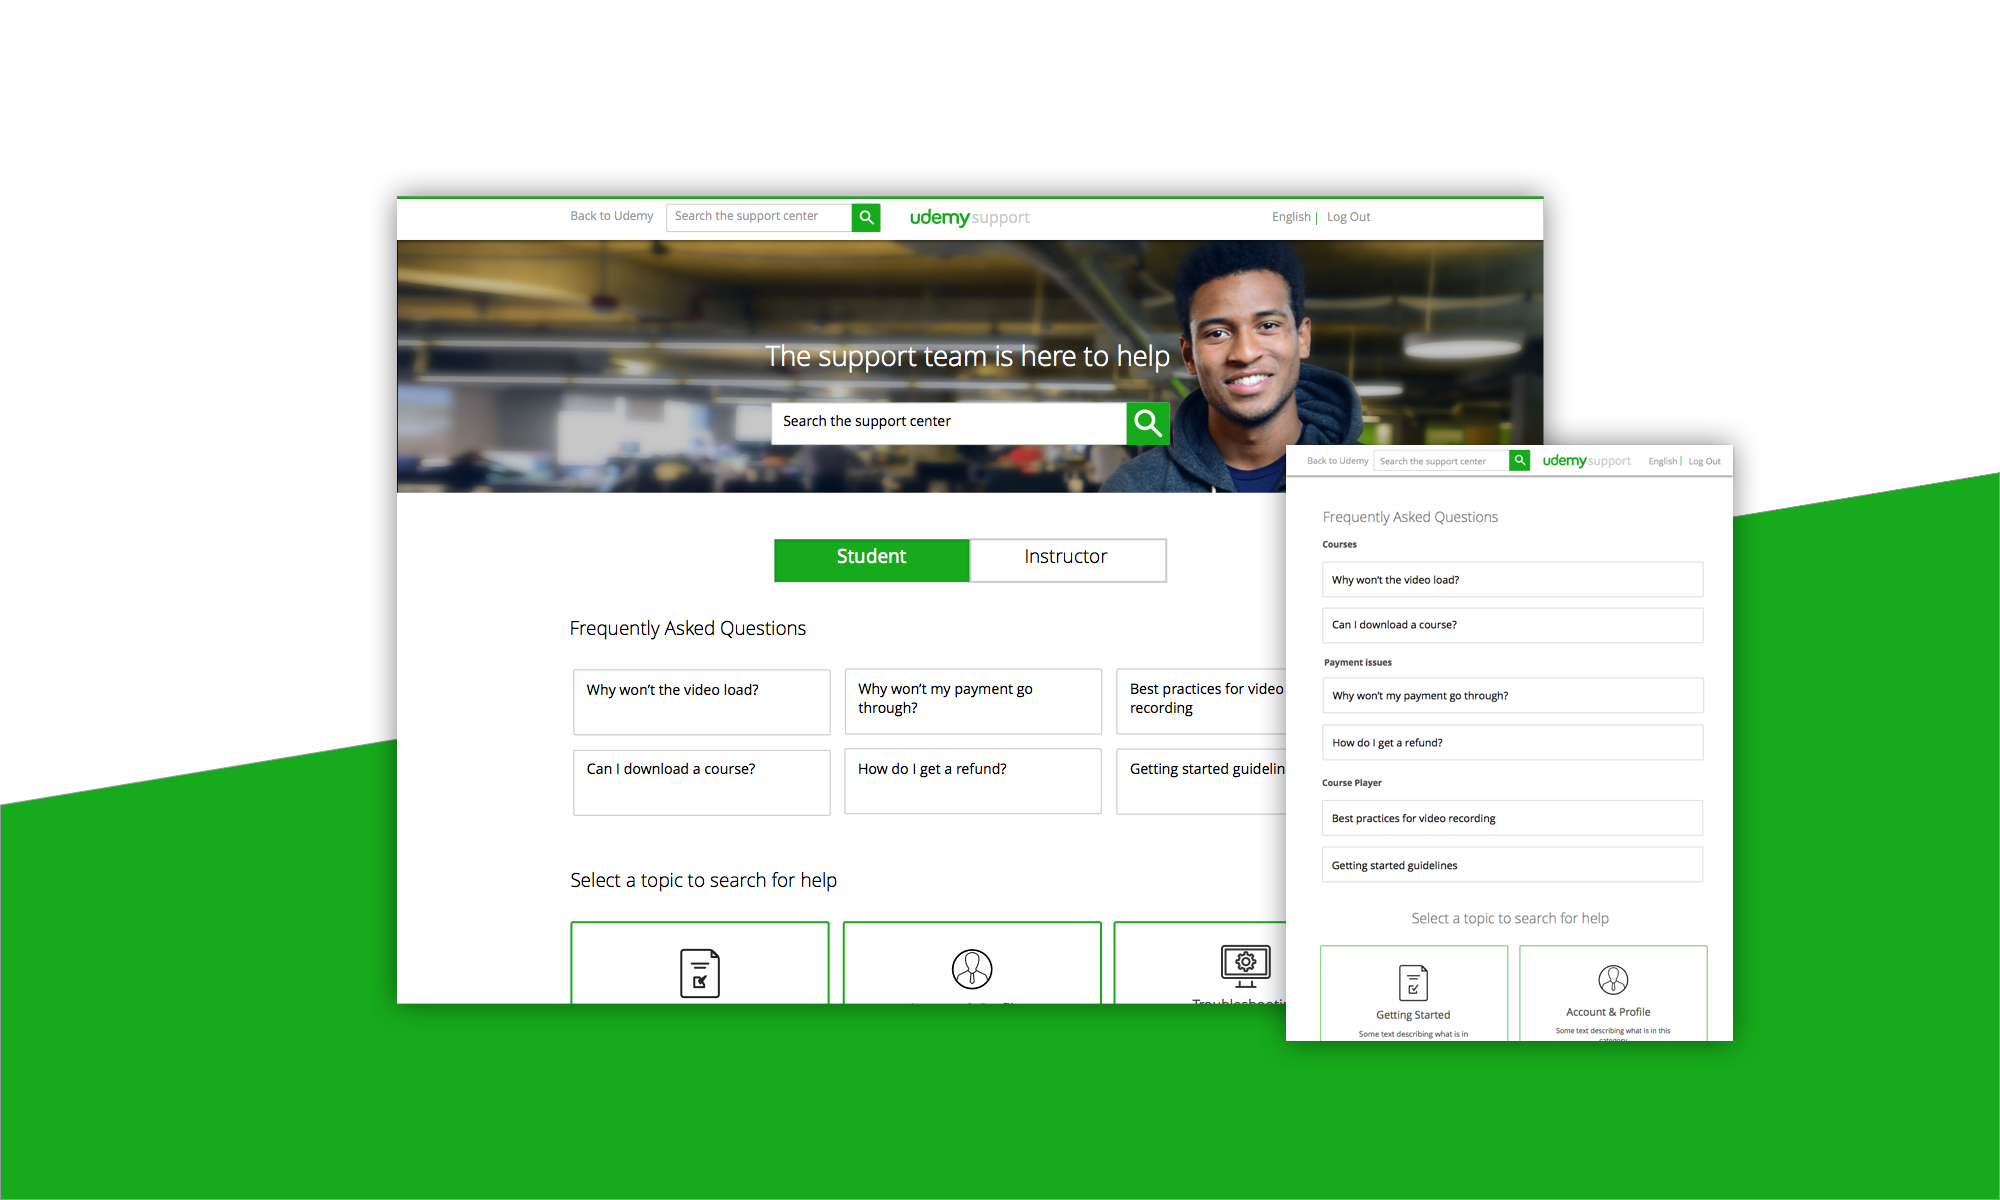 Back to Udemy
Search the support center
udemy support
English | Log Out
The support team is here to help
Search the support center
Student
Instructor
Frequently Asked Questions
Why won't the video load?
Why won't my payment go
through?
Best practices for video
recording
Can I download a course?
How do I get a refund?
Getting started
Select a topic to search for help
Back to Udemy
Search the support center
udemy support
English | Log Out
Frequently Asked Questions
Courses
Why won't the video load?
Can I download a course?
Payment issues
Why won't my payment go through?
How do I get a refund?
Course Player
Best practices for video recording
Getting started guidelines
Select a topic to search for help
Getting Started
Some text describing what is in
Account & Profile
Some text describing what is in this
category